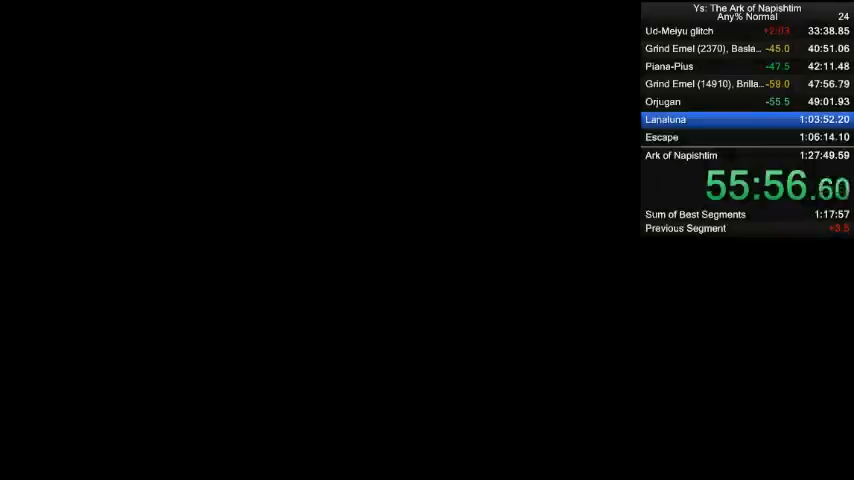 Ys: The Ark of Napishtim
Any% Normal 24
Ud-Meiyu glitch +2:03 33:38.85
Grind Emel (2370), Basla... -45.0 40:51.06
Piana-Pius -47.5 42:11.48
Grind Emel (14910), Brilla... -59.0 47:56.79
Orjugan -55.5 49:01.93
Lanaluna 1:03:52.20
Escape 1:06:14.10
Ark of Napishtim 1:27:49.59
55:56.60
Sum of Best Segments 1:17:57
Previous Segment +3.5